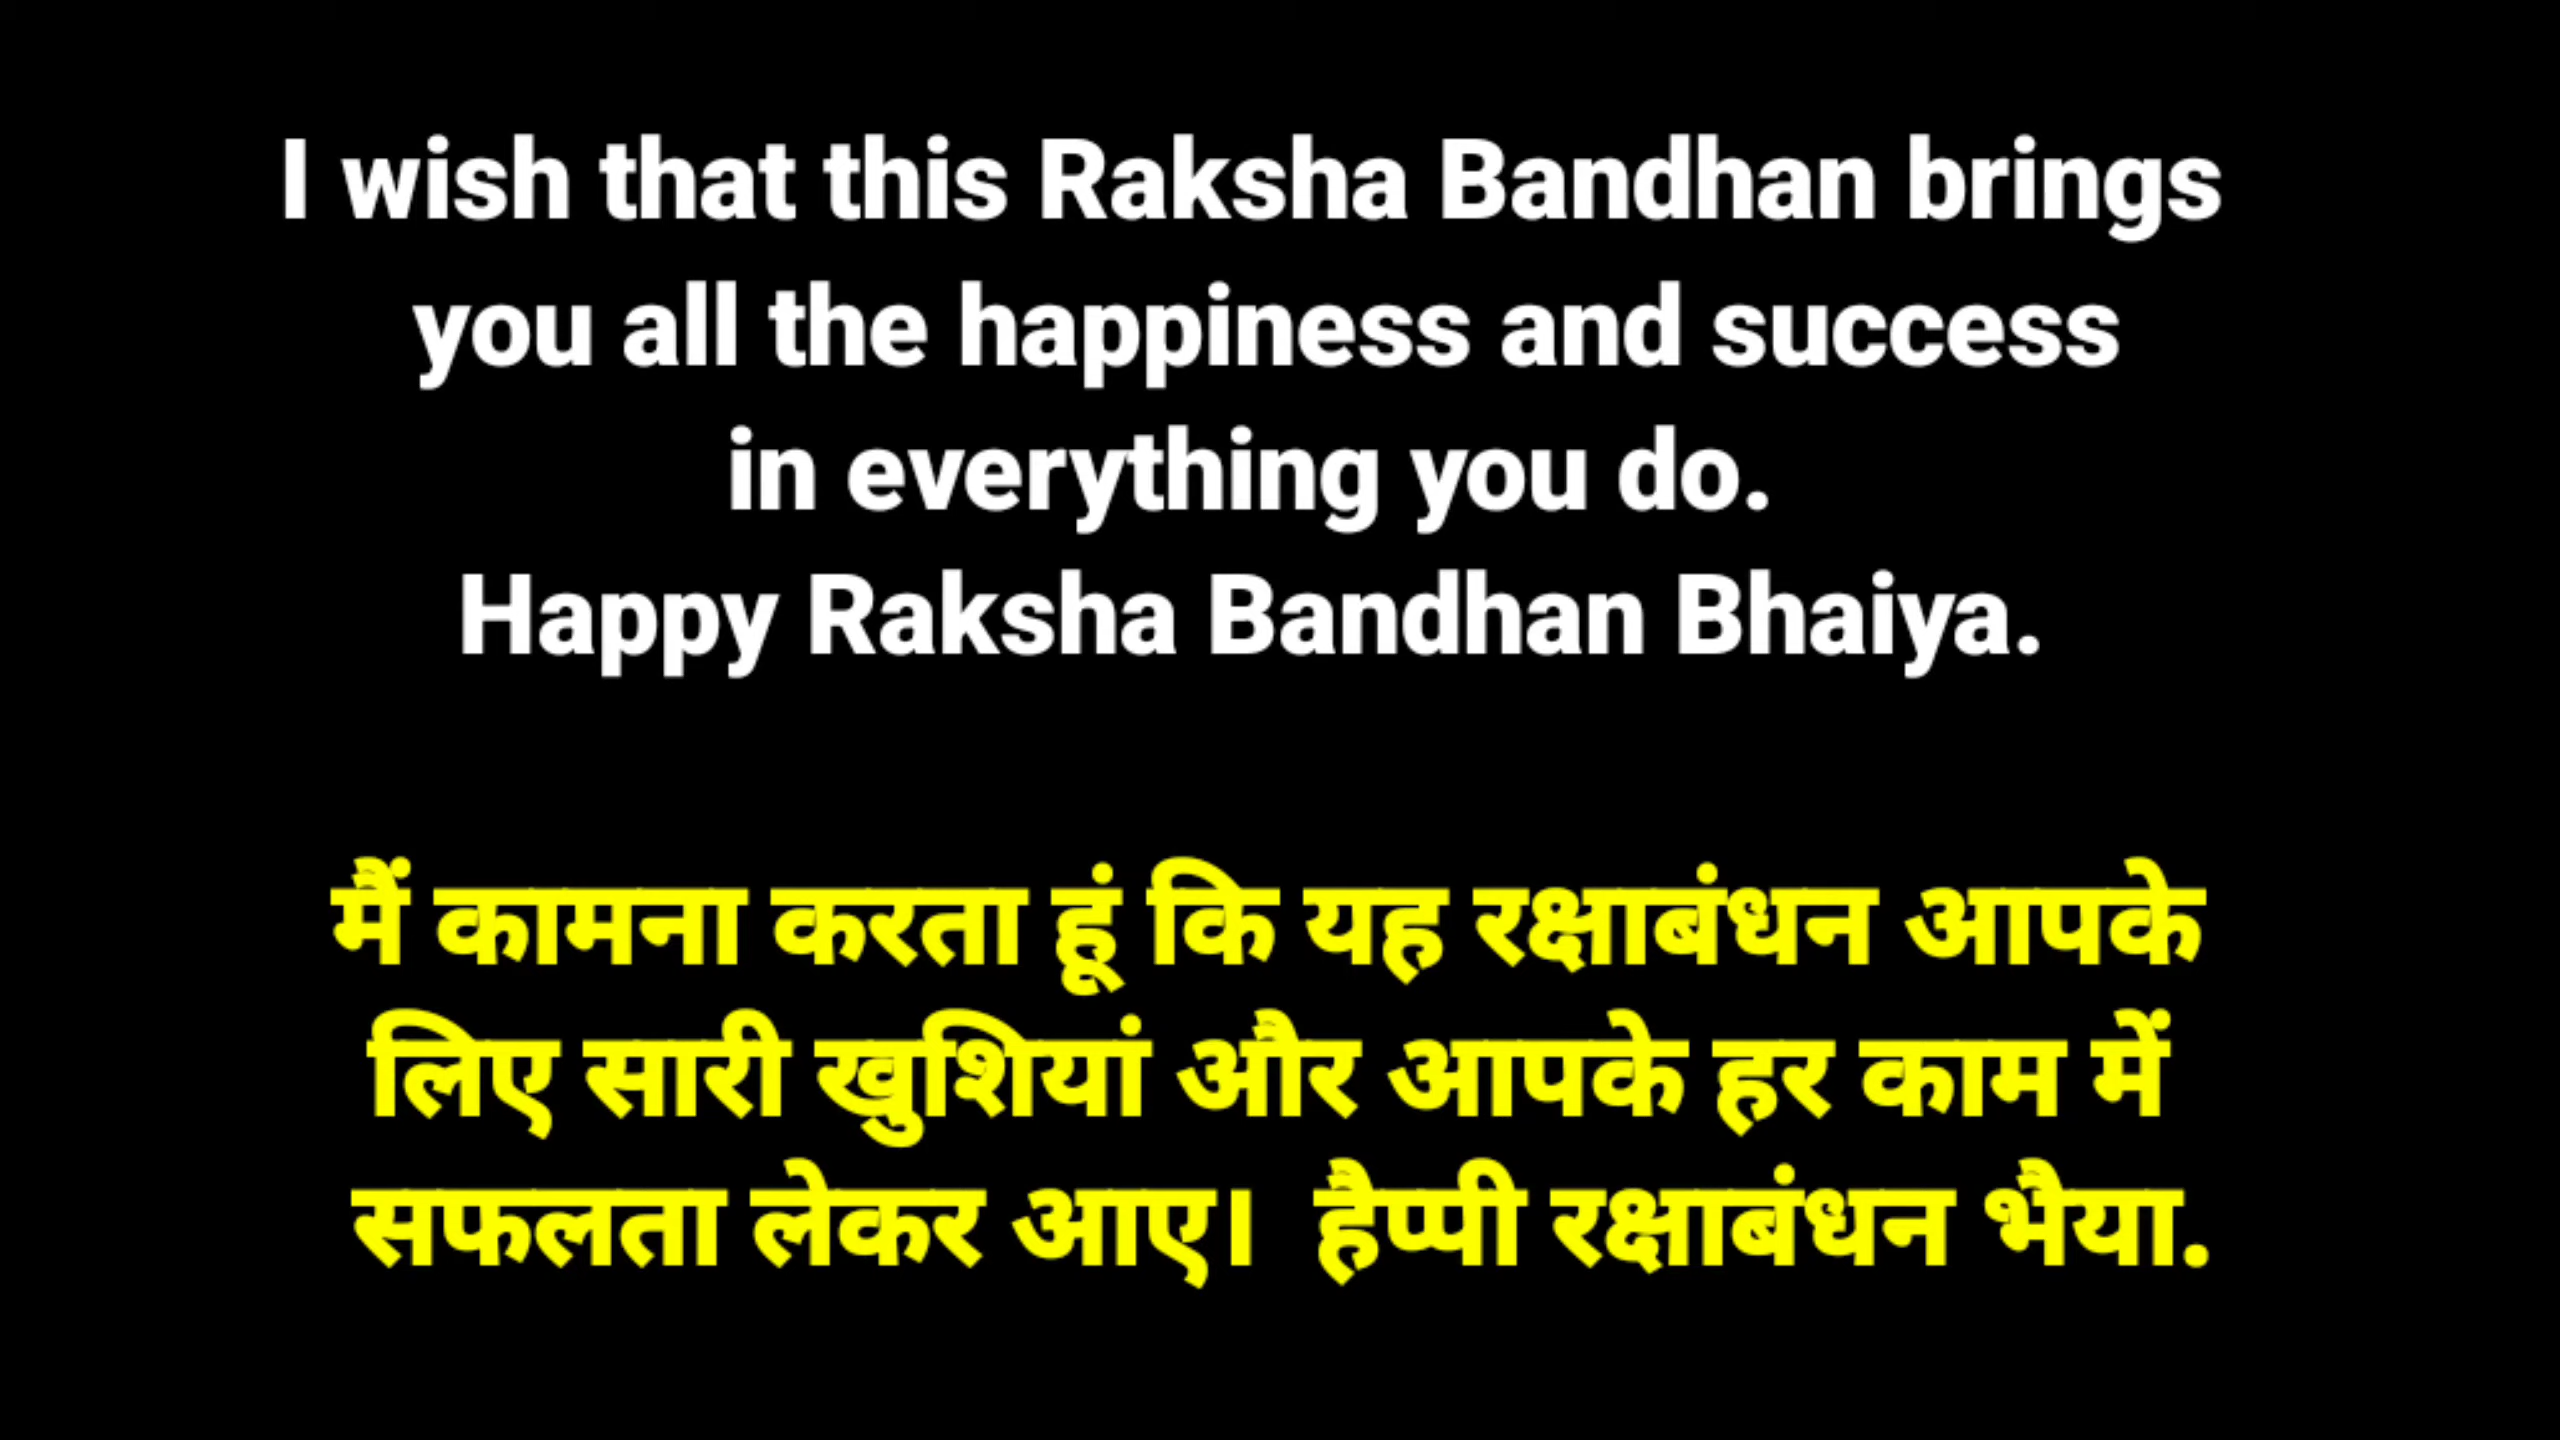 I wish that this Raksha Bandhan brings
you all the happiness and success
in everything you do.
Happy Raksha Bandhan Bhaiya.
मैं कामना करता हूं कि यह रक्षाबंधन आपके
लिए सारी खुशियां और आपके हर काम में
सफलता लेकर आए। हैप्पी रक्षाबंधन भैया.